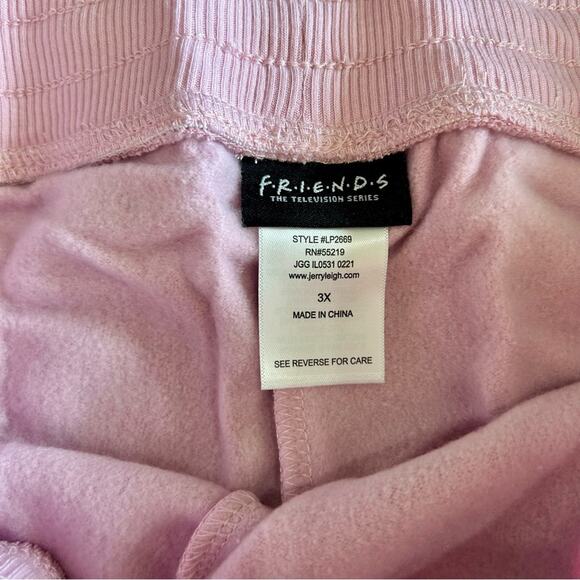 F·R·I·E·N·D·S
THE TELEVISION SERIES
STYLE #LP2669
RN#55219
JGG IL0531 0221
www.jerryleigh.com
3X
MADE IN CHINA
SEE REVERSE FOR CARE